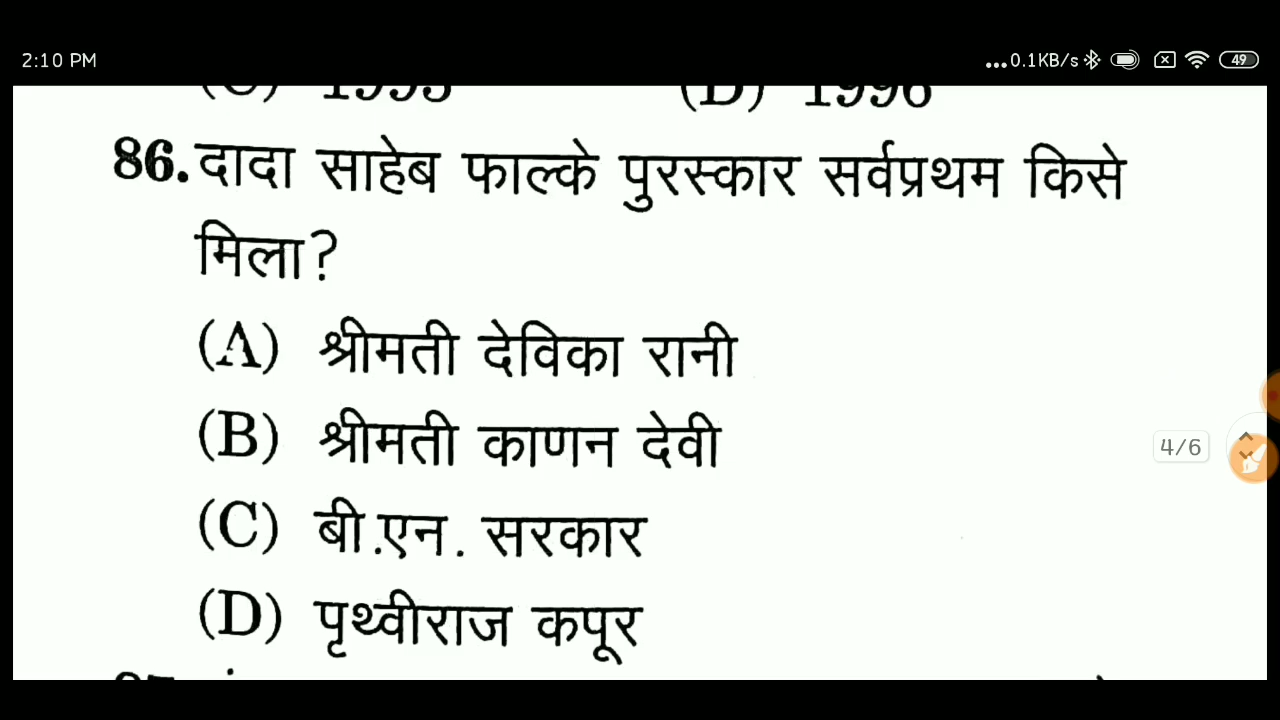 2:10 PM
...0.1KB/s
49
(C) 1995 (D) 1996
86. दादा साहेब फाल्के पुरस्कार सर्वप्रथम किसे
मिला?
(A) श्रीमती देविका रानी
(B) श्रीमती काणन देवी
4/6
(C) बी.एन. सरकार
(D) पृथ्वीराज कपूर